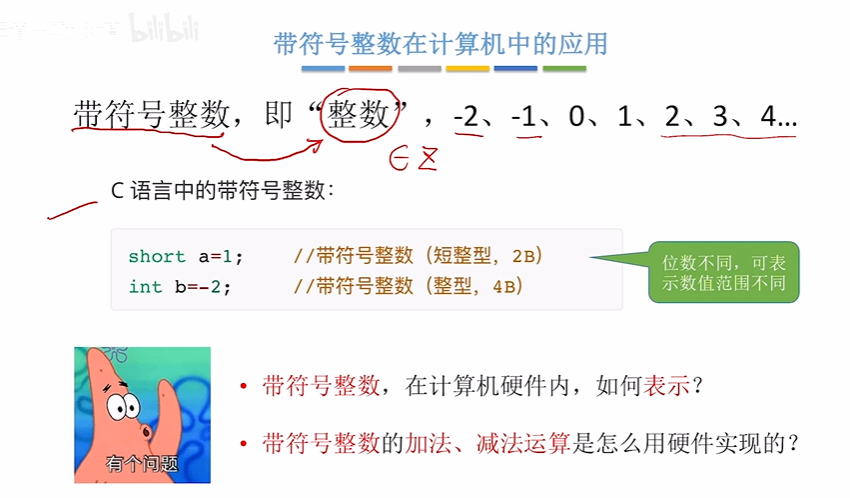 bilibili
带符号整数在计算机中的应用
带符号整数，即“整数”，-2、-1、0、1、2、3、4…
∈ Z
C 语言中的带符号整数：
short a=1; //带符号整数（短整型，2B）
int b=-2; //带符号整数（整型，4B）
位数不同，可表
示数值范围不同
有个问题
• 带符号整数，在计算机硬件内，如何表示？
• 带符号整数的加法、减法运算是怎么用硬件实现的？